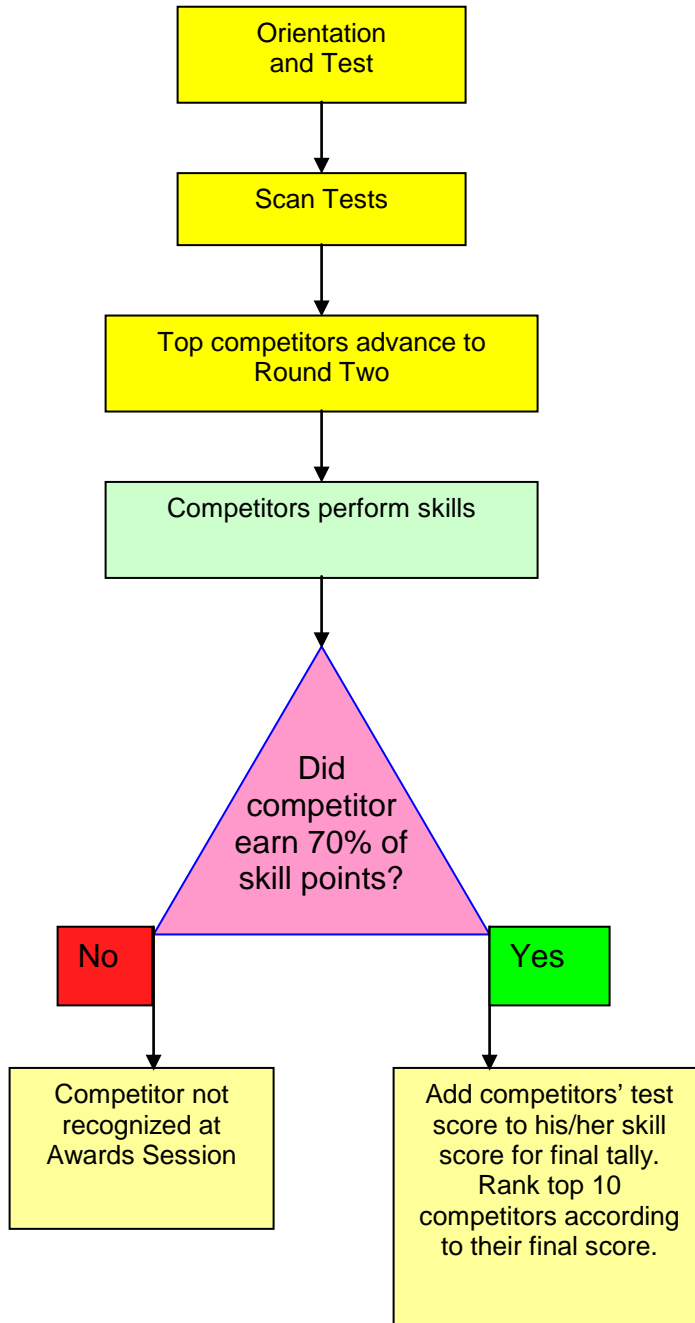 Orientation
and Test
Scan Tests
Top competitors advance to
Round Two
Competitors perform skills
Did
competitor
earn 70% of
skill points?
No
Yes
Competitor not
recognized at
Awards Session
Add competitors’ test
score to his/her skill
score for final tally.
Rank top 10
competitors according
to their final score.